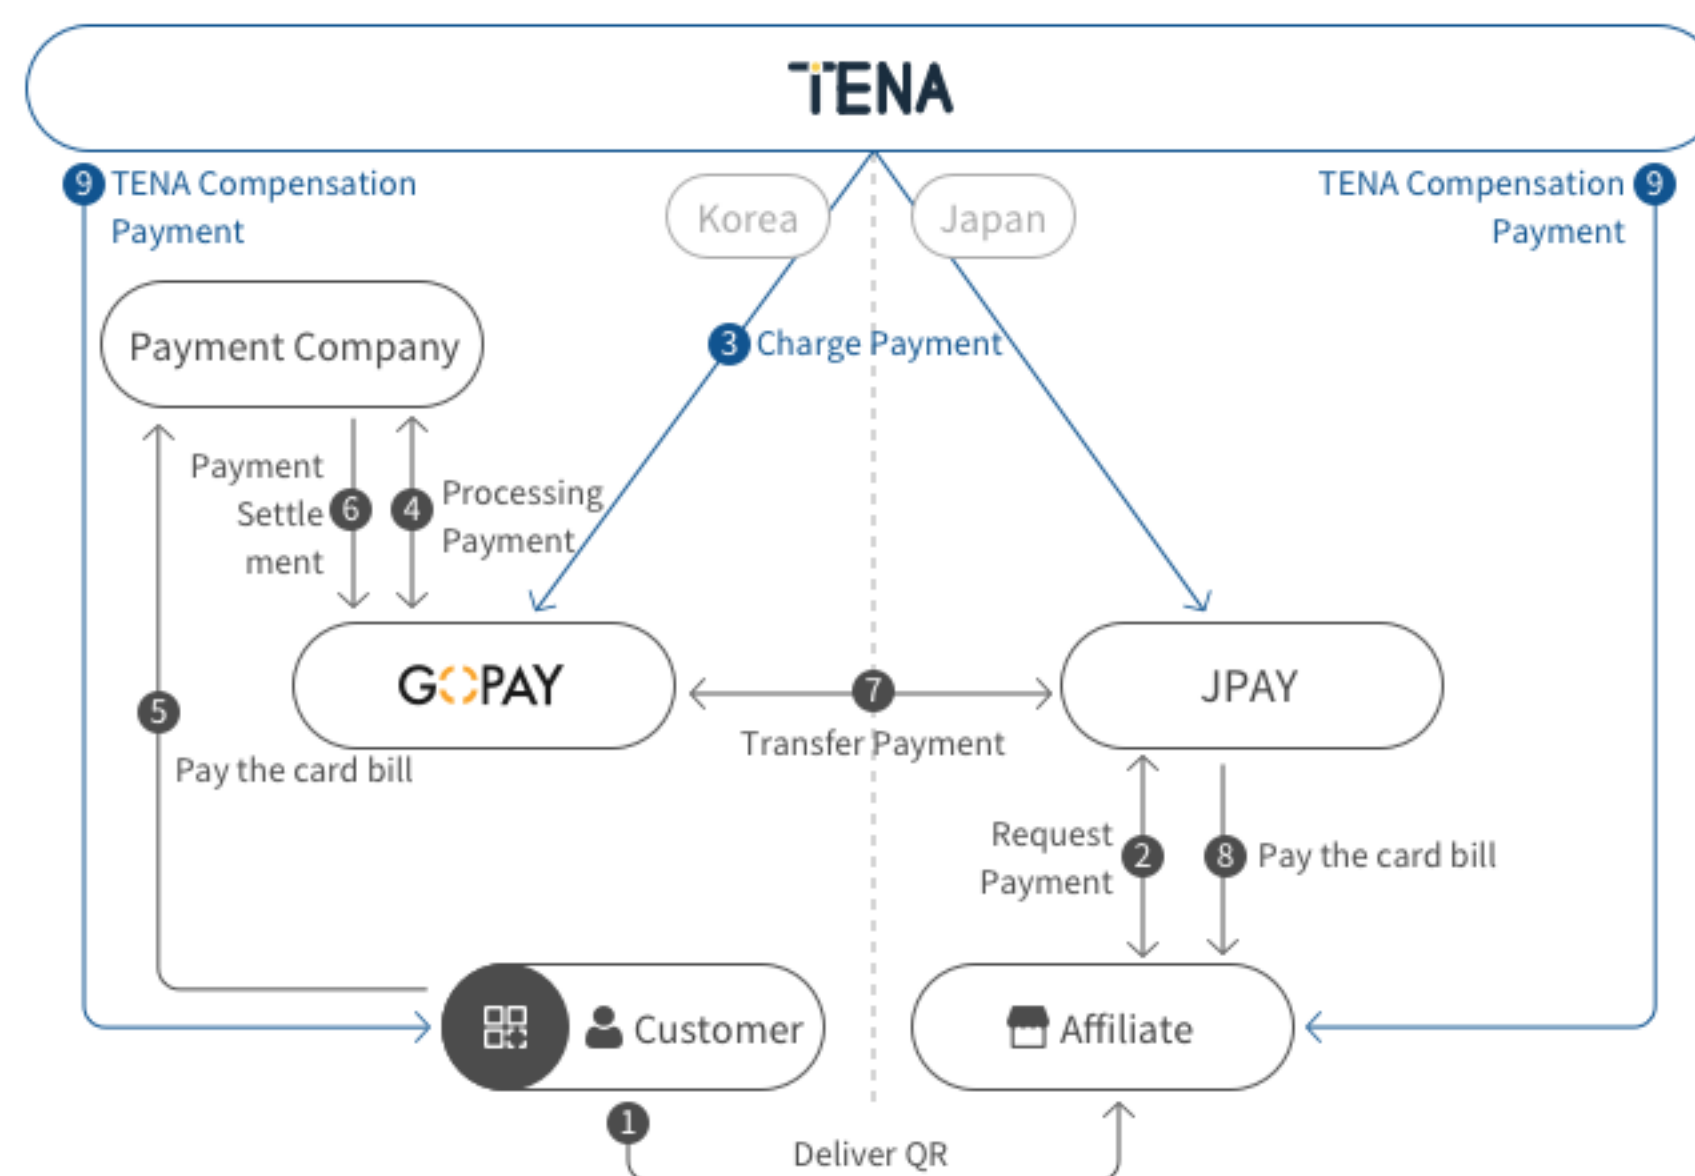 TENA
9 TENA Compensation
Payment
Korea
Japan
TENA Compensation 9
Payment
Payment Company
3 Charge Payment
Payment
Settle
ment
6
4 Processing
Payment
GOPAY
7
Transfer Payment
JPAY
5
Pay the card bill
Request
Payment
2
8 Pay the card bill
Customer
Affiliate
1
Deliver QR